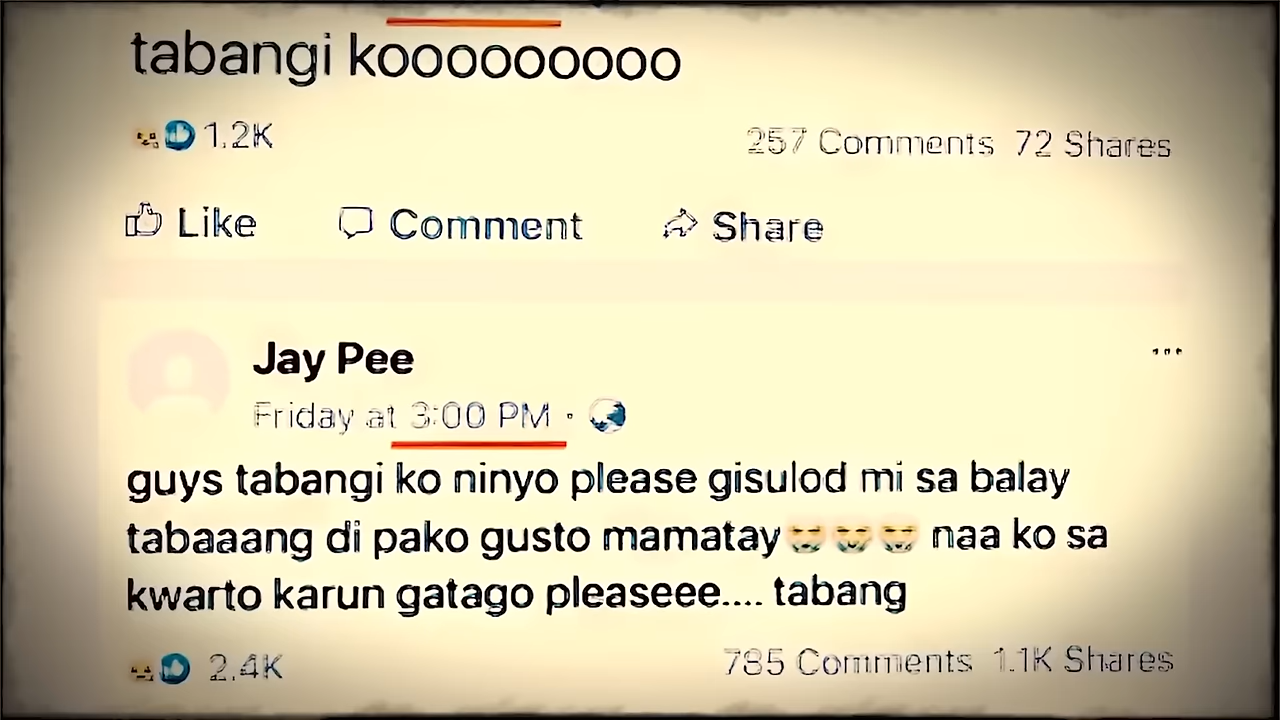 tabangi kooooooooo
1.2K 257 Comments 72 Shares
Like Comment Share
Jay Pee
Friday at 3:00 PM
guys tabangi ko ninyo please gisulod mi sa balay
tabaaang di pako gusto mamatay😭😭😭 naa ko sa
kwarto karun gatago pleaseee.... tabang
2.4K 785 Comments 1.1K Shares